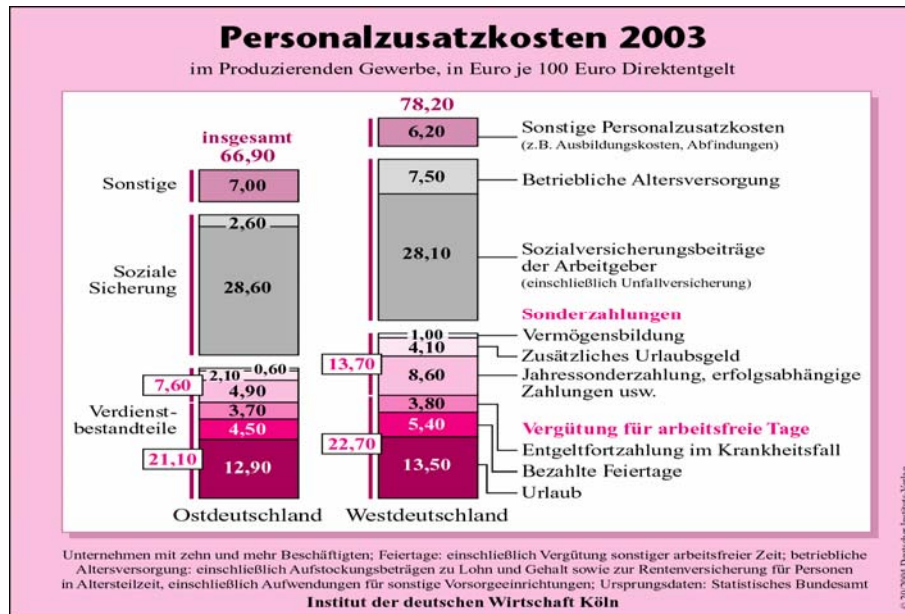 Personalzusatzkosten 2003
im Produzierenden Gewerbe, in Euro je 100 Euro Direktentgelt
insgesamt
66,90
Sonstige
7,00
2,60
Soziale
Sicherung
28,60
0,60
2,10
7,60
4,90
3,70
Verdienst-
bestandteile
4,50
21,10
12,90
Ostdeutschland
78,20
6,20
7,50
28,10
1,00
4,10
13,70
8,60
3,80
5,40
22,70
13,50
Westdeutschland
Sonstige Personalzusatzkosten
(z.B. Ausbildungskosten, Abfindungen)
Betriebliche Altersversorgung
Sozialversicherungsbeiträge
der Arbeitgeber
(einschließlich Unfallversicherung)
Sonderzahlungen
Vermögensbildung
Zusätzliches Urlaubsgeld
Jahressonderzahlung, erfolgsabhängige
Zahlungen usw.
Vergütung für arbeitsfreie Tage
Entgeltfortzahlung im Krankheitsfall
Bezahlte Feiertage
Urlaub
Unternehmen mit zehn und mehr Beschäftigten; Feiertage: einschließlich Vergütung sonstiger arbeitsfreier Zeit; betriebliche
Altersversorgung: einschließlich Aufstockungsbeträgen zu Lohn und Gehalt sowie zur Rentenversicherung für Personen
in Altersteilzeit, einschließlich Aufwendungen für sonstige Vorsorgeeinrichtungen; Ursprungsdaten: Statistisches Bundesamt
Institut der deutschen Wirtschaft Köln